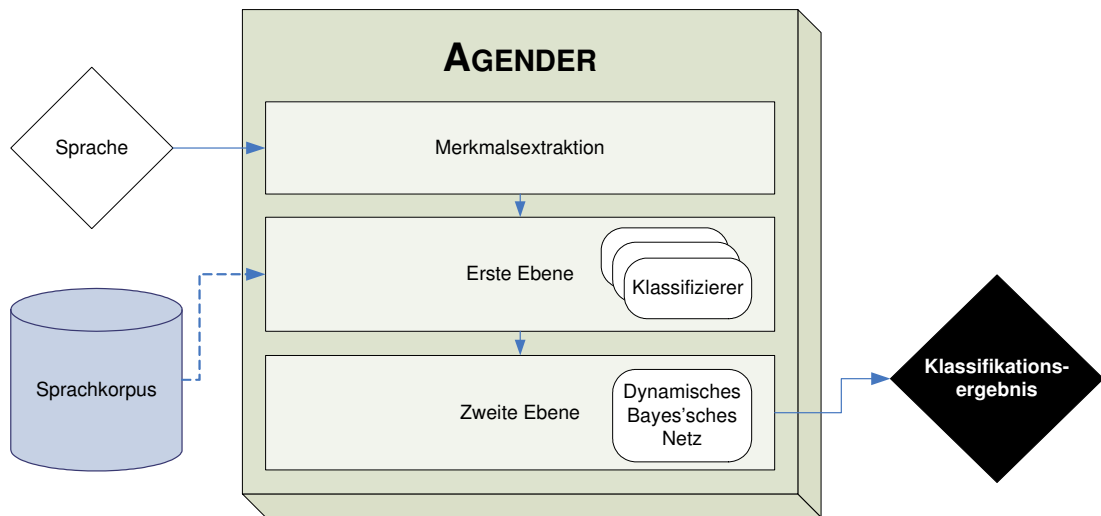 AGENDER
Sprache
Merkmalsextraktion
Erste Ebene
Klassifizierer
Sprachkorpus
Zweite Ebene
Dynamisches
Bayes'sches
Netz
Klassifikations-
ergebnis